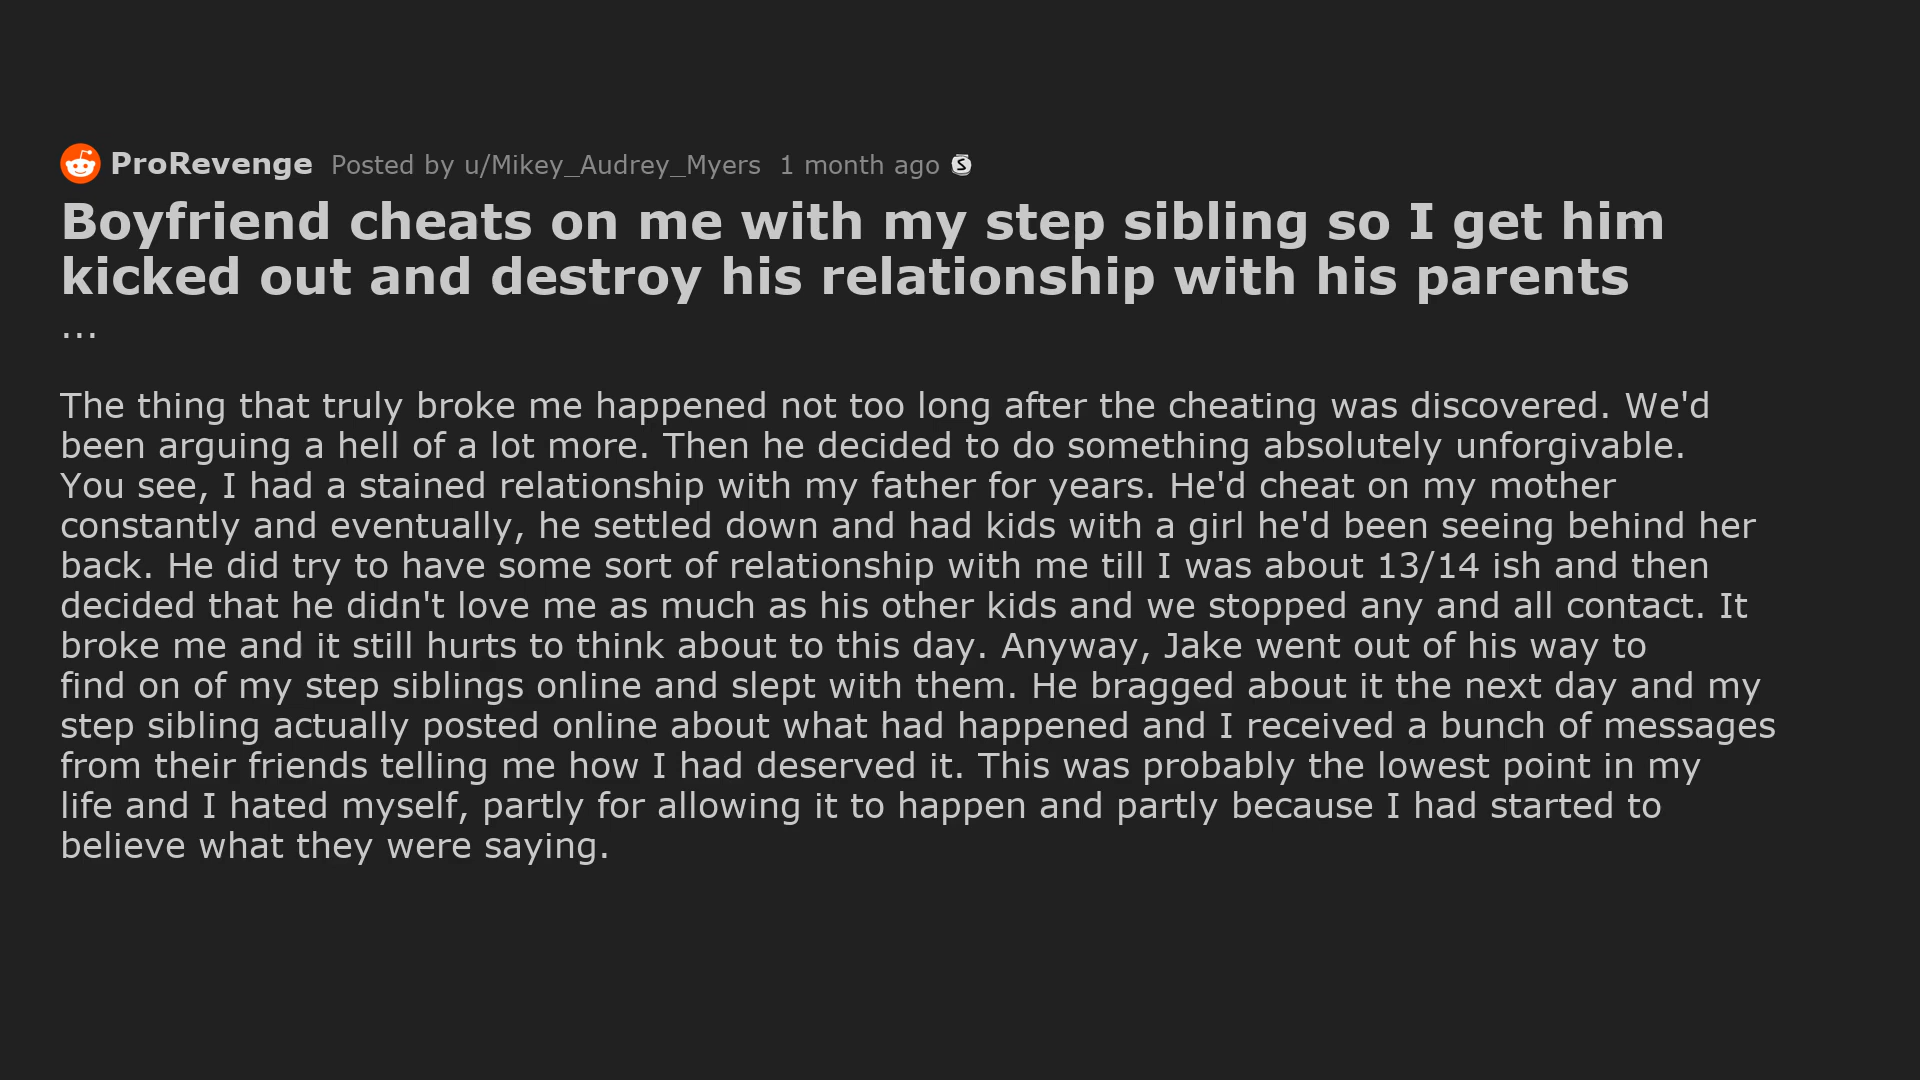 ProRevenge Posted by u/Mikey_Audrey_Myers 1 month ago
Boyfriend cheats on me with my step sibling so I get him
kicked out and destroy his relationship with his parents
...
The thing that truly broke me happened not too long after the cheating was discovered. We'd
been arguing a hell of a lot more. Then he decided to do something absolutely unforgivable.
You see, I had a stained relationship with my father for years. He'd cheat on my mother
constantly and eventually, he settled down and had kids with a girl he'd been seeing behind her
back. He did try to have some sort of relationship with me till I was about 13/14 ish and then
decided that he didn't love me as much as his other kids and we stopped any and all contact. It
broke me and it still hurts to think about to this day. Anyway, Jake went out of his way to
find on of my step siblings online and slept with them. He bragged about it the next day and my
step sibling actually posted online about what had happened and I received a bunch of messages
from their friends telling me how I had deserved it. This was probably the lowest point in my
life and I hated myself, partly for allowing it to happen and partly because I had started to
believe what they were saying.